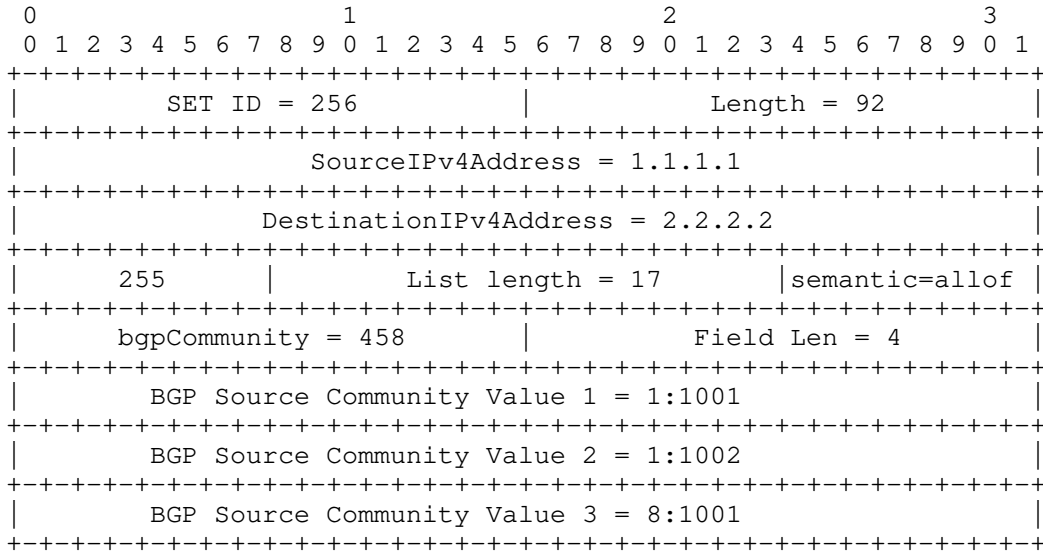 0                   1                   2                   3
0 1 2 3 4 5 6 7 8 9 0 1 2 3 4 5 6 7 8 9 0 1 2 3 4 5 6 7 8 9 0 1
+-+-+-+-+-+-+-+-+-+-+-+-+-+-+-+-+-+-+-+-+-+-+-+-+-+-+-+-+-+-+-+-+
|         SET ID = 256          |          Length = 92          |
+-+-+-+-+-+-+-+-+-+-+-+-+-+-+-+-+-+-+-+-+-+-+-+-+-+-+-+-+-+-+-+-+
|                  SourceIPv4Address = 1.1.1.1                  |
+-+-+-+-+-+-+-+-+-+-+-+-+-+-+-+-+-+-+-+-+-+-+-+-+-+-+-+-+-+-+-+-+
|               DestinationIPv4Address = 2.2.2.2                |
+-+-+-+-+-+-+-+-+-+-+-+-+-+-+-+-+-+-+-+-+-+-+-+-+-+-+-+-+-+-+-+-+
|      255      |        List length = 17       |semantic=allof |
+-+-+-+-+-+-+-+-+-+-+-+-+-+-+-+-+-+-+-+-+-+-+-+-+-+-+-+-+-+-+-+-+
|      bgpCommunity = 458       |         Field Len = 4         |
+-+-+-+-+-+-+-+-+-+-+-+-+-+-+-+-+-+-+-+-+-+-+-+-+-+-+-+-+-+-+-+-+
|        BGP Source Community Value 1 = 1:1001                  |
+-+-+-+-+-+-+-+-+-+-+-+-+-+-+-+-+-+-+-+-+-+-+-+-+-+-+-+-+-+-+-+-+
|        BGP Source Community Value 2 = 1:1002                  |
+-+-+-+-+-+-+-+-+-+-+-+-+-+-+-+-+-+-+-+-+-+-+-+-+-+-+-+-+-+-+-+-+
|        BGP Source Community Value 3 = 8:1001                  |
+-+-+-+-+-+-+-+-+-+-+-+-+-+-+-+-+-+-+-+-+-+-+-+-+-+-+-+-+-+-+-+-+